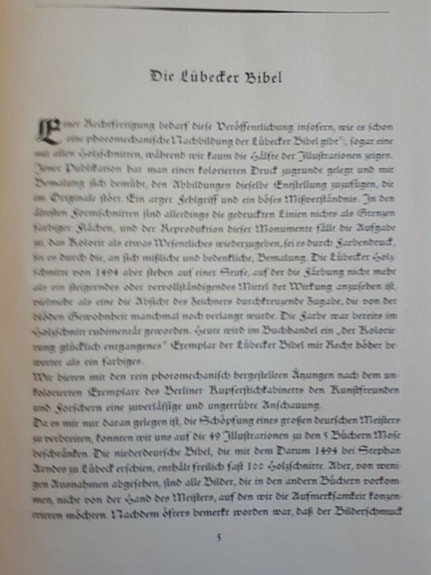 Die Lübecker Bibel
Einer Rechtfertigung bedarf diese Veröffentlichung insofern, wie es schon
eine photomechanische Nachbildung der Lübecker Bibel gibt¹), sogar eine
mit allen Holzschnitten, während wir kaum die Hälfte der Illustrationen zeigen.
Jener Publikation hat man einen kolorierten Druck zugrunde gelegt und mit
Bemalung sich bemüht, den Abbildungen dieselbe Entstellung zuzufügen, die
im Originale stört. Ein arger Fehlgriff und ein böses Mißverständnis. In den
ältesten Formschnitten sind allerdings die gedruckten Linien nichts als Grenzen
farbiger Flächen, und der Reproduktion dieser Monumente fällt die Aufgabe
zu, das Kolorit als etwas Wesentliches wiederzugeben, sei es durch Farbendruck,
sei es durch die, an sich mißliche und bedenkliche, Bemalung. Die Lübecker Holz
schnitte von 1494 aber stehen auf einer Stufe, auf der die Färbung nicht mehr
als ein steigerndes oder vervollständigendes Mittel der Wirkung anzusehen ist,
vielmehr als eine die Absicht des Zeichners durchkreuzende Zugabe, die von der
blöden Gewohnheit manchmal noch verlangt wurde. Die Farbe war bereits im
Holzschnitt rudimentär geworden. Heute wird im Buchhandel ein „der Kolorie-
rung glücklich entgangenes“ Exemplar der Lübecker Bibel mit Recht höher be-
wertet als ein farbiges.
Wir bieten mit den rein photomechanisch hergestellten Ätzungen nach dem un-
kolorierten Exemplare des Berliner Kupferstichkabinetts den Kunstfreunden
und Forschern eine zuverlässige und ungetrübte Anschauung.
Da es mir nur daran gelegen ist, die Schöpfung eines großen deutschen Meisters
zu verbreiten, konnten wir uns auf die 49 Illustrationen zu den 5 Büchern Mose
beschränken. Die niederdeutsche Bibel, die mit dem Datum 1494 bei Stephan
Arndes zu Lübeck erschien, enthält freilich fast 100 Holzschnitte. Aber, von weni-
gen Ausnahmen abgesehen, sind alle Bilder, die in den andern Büchern vorkom-
men, nicht von der Hand des Meisters, auf den wir die Aufmerksamkeit konzen-
trieren möchten. Nachdem öfters bemerkt worden war, daß der Bilderschmuck
5